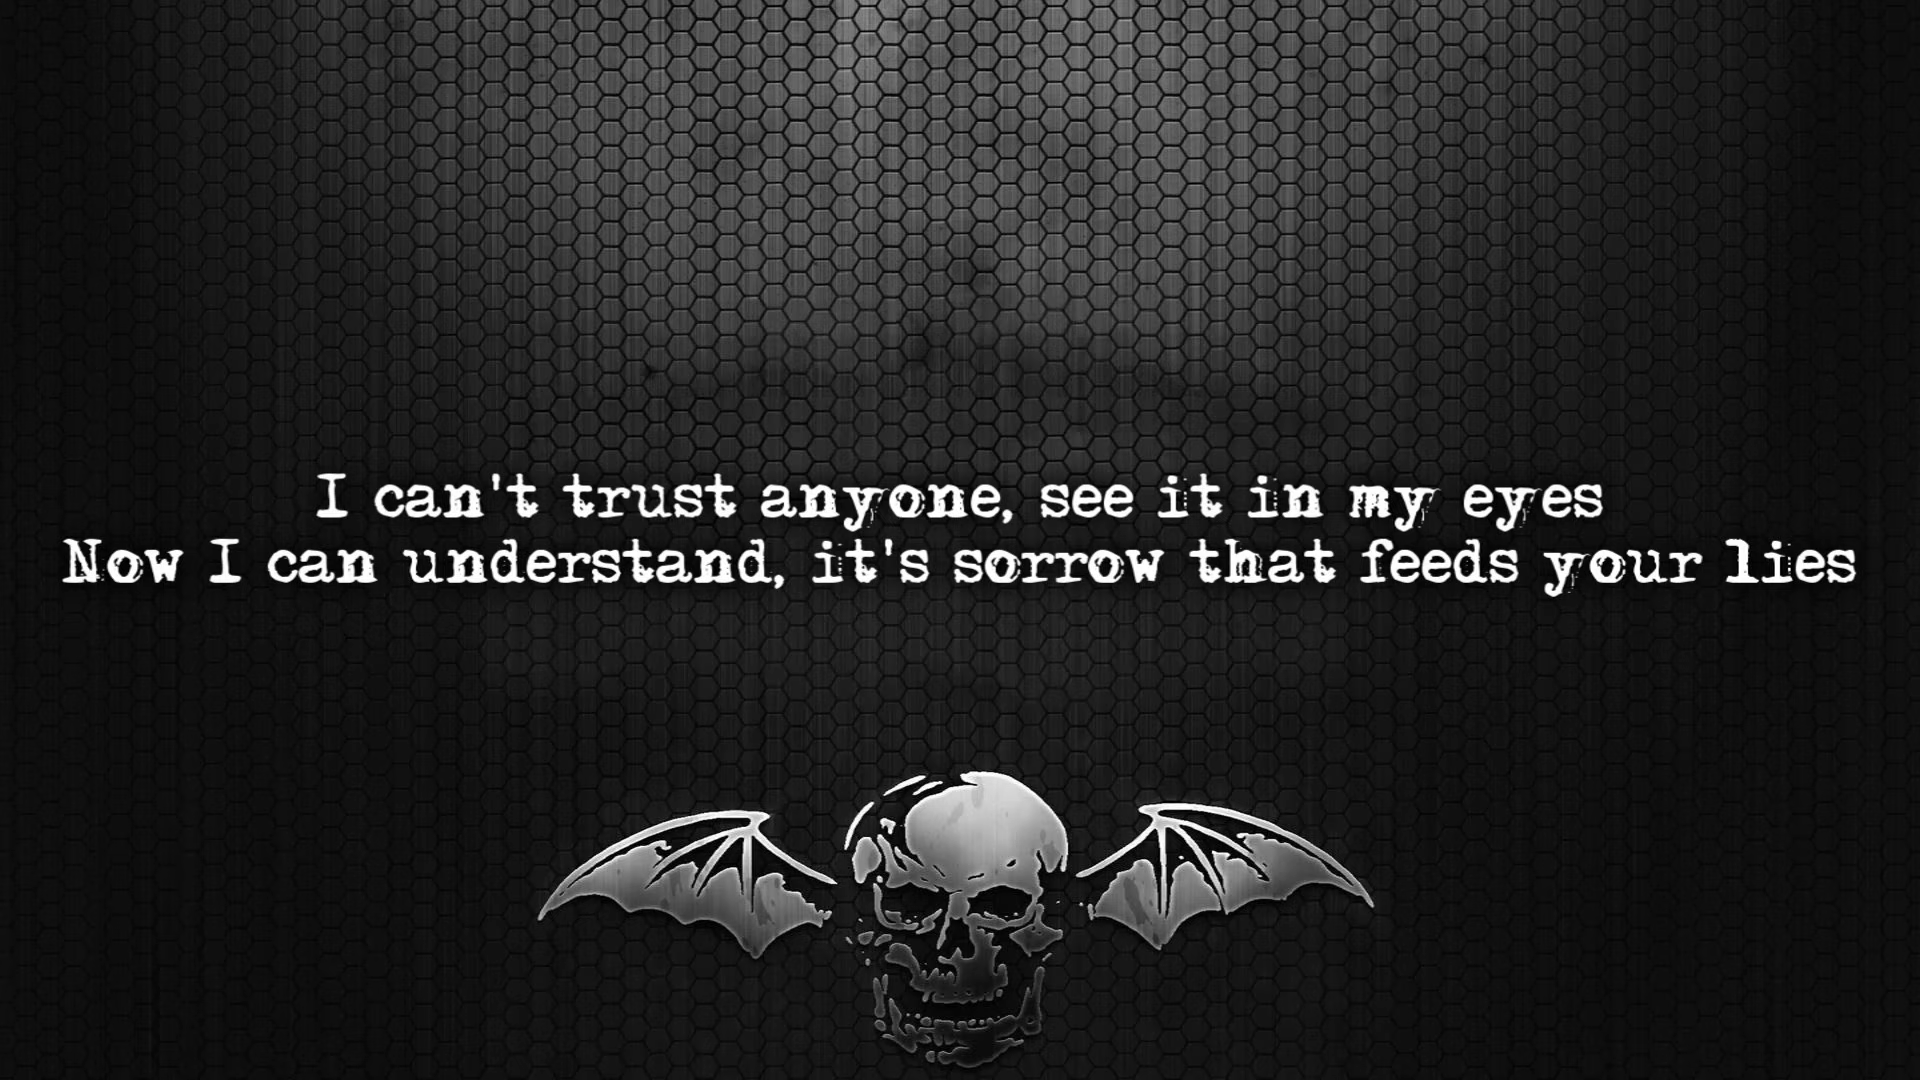 I can't trust anyone, see it in my eyes
Now I can understand, it's sorrow that feeds your lies